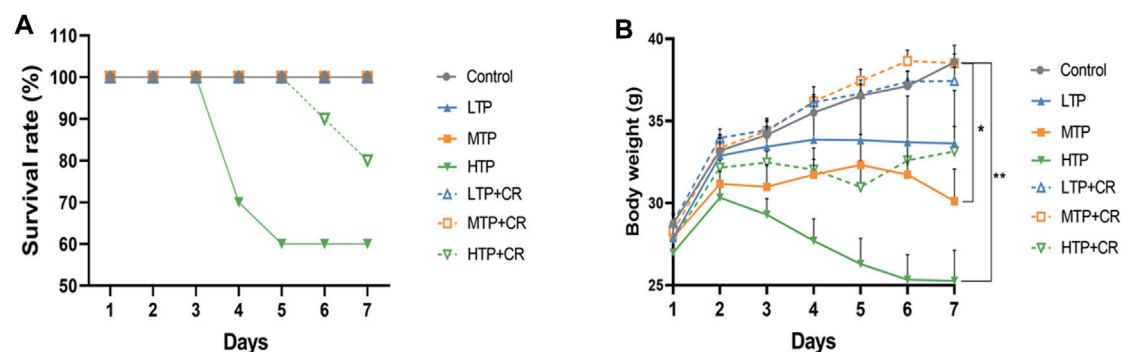 A
Survival rate (%)
110
100
90
80
70
60
50
1 2 3 4 5 6 7
Days
Control
LTP
MTP
HTP
LTP+CR
MTP+CR
HTP+CR
B
Body weight (g)
40
35
30
25
1 2 3 4 5 6 7
Days
*
**
Control
LTP
MTP
HTP
LTP+CR
MTP+CR
HTP+CR